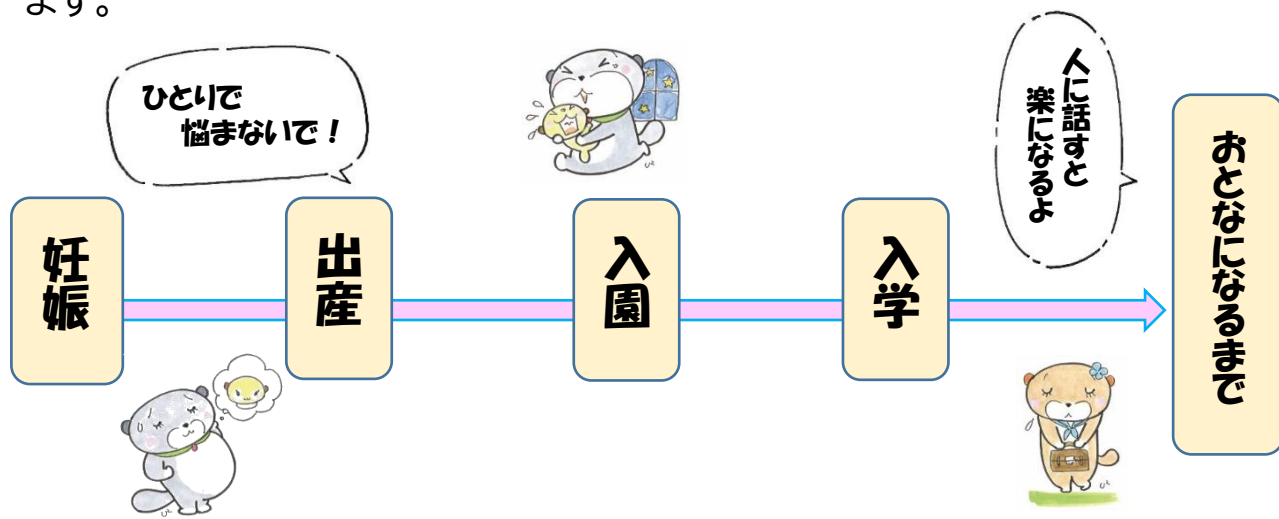 ます。
ひとりで
悩まないで！
人に話すと
楽になるよ
妊娠
出産
入園
入学
おとなになるまで